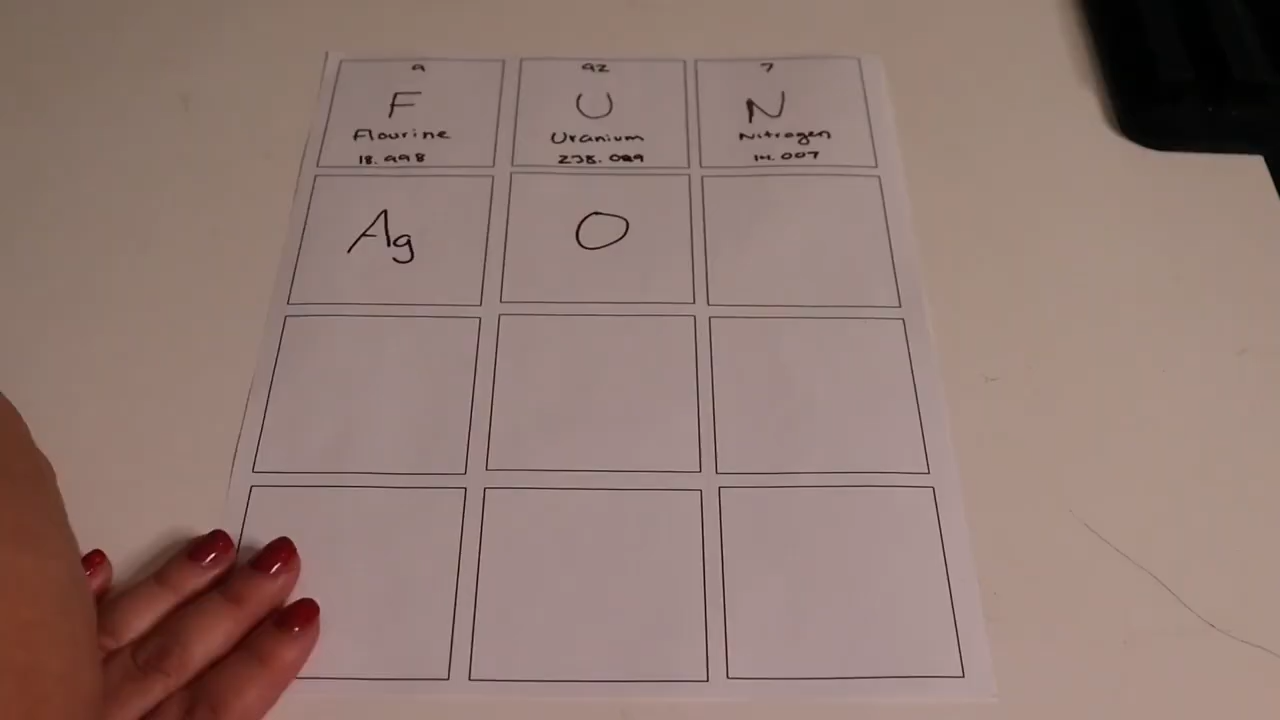 9
F
Flourine
18.998
92
U
Uranium
238.029
7
N
Nitrogen
14.007
Ag
O